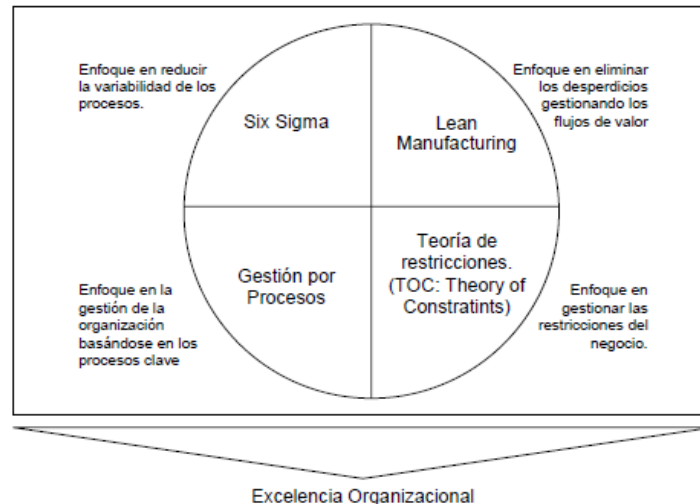 Enfoque en reducir
la variabilidad de los
procesos.
Six Sigma
Lean
Manufacturing
Enfoque en eliminar
los desperdicios
gestionando los
flujos de valor
Enfoque en la
gestión de la
organización
basándose en los
procesos clave
Gestión por
Procesos
Teoría de
restricciones.
(TOC: Theory of
Constratints)
Enfoque en
gestionar las
restricciones del
negocio.
Excelencia Organizacional